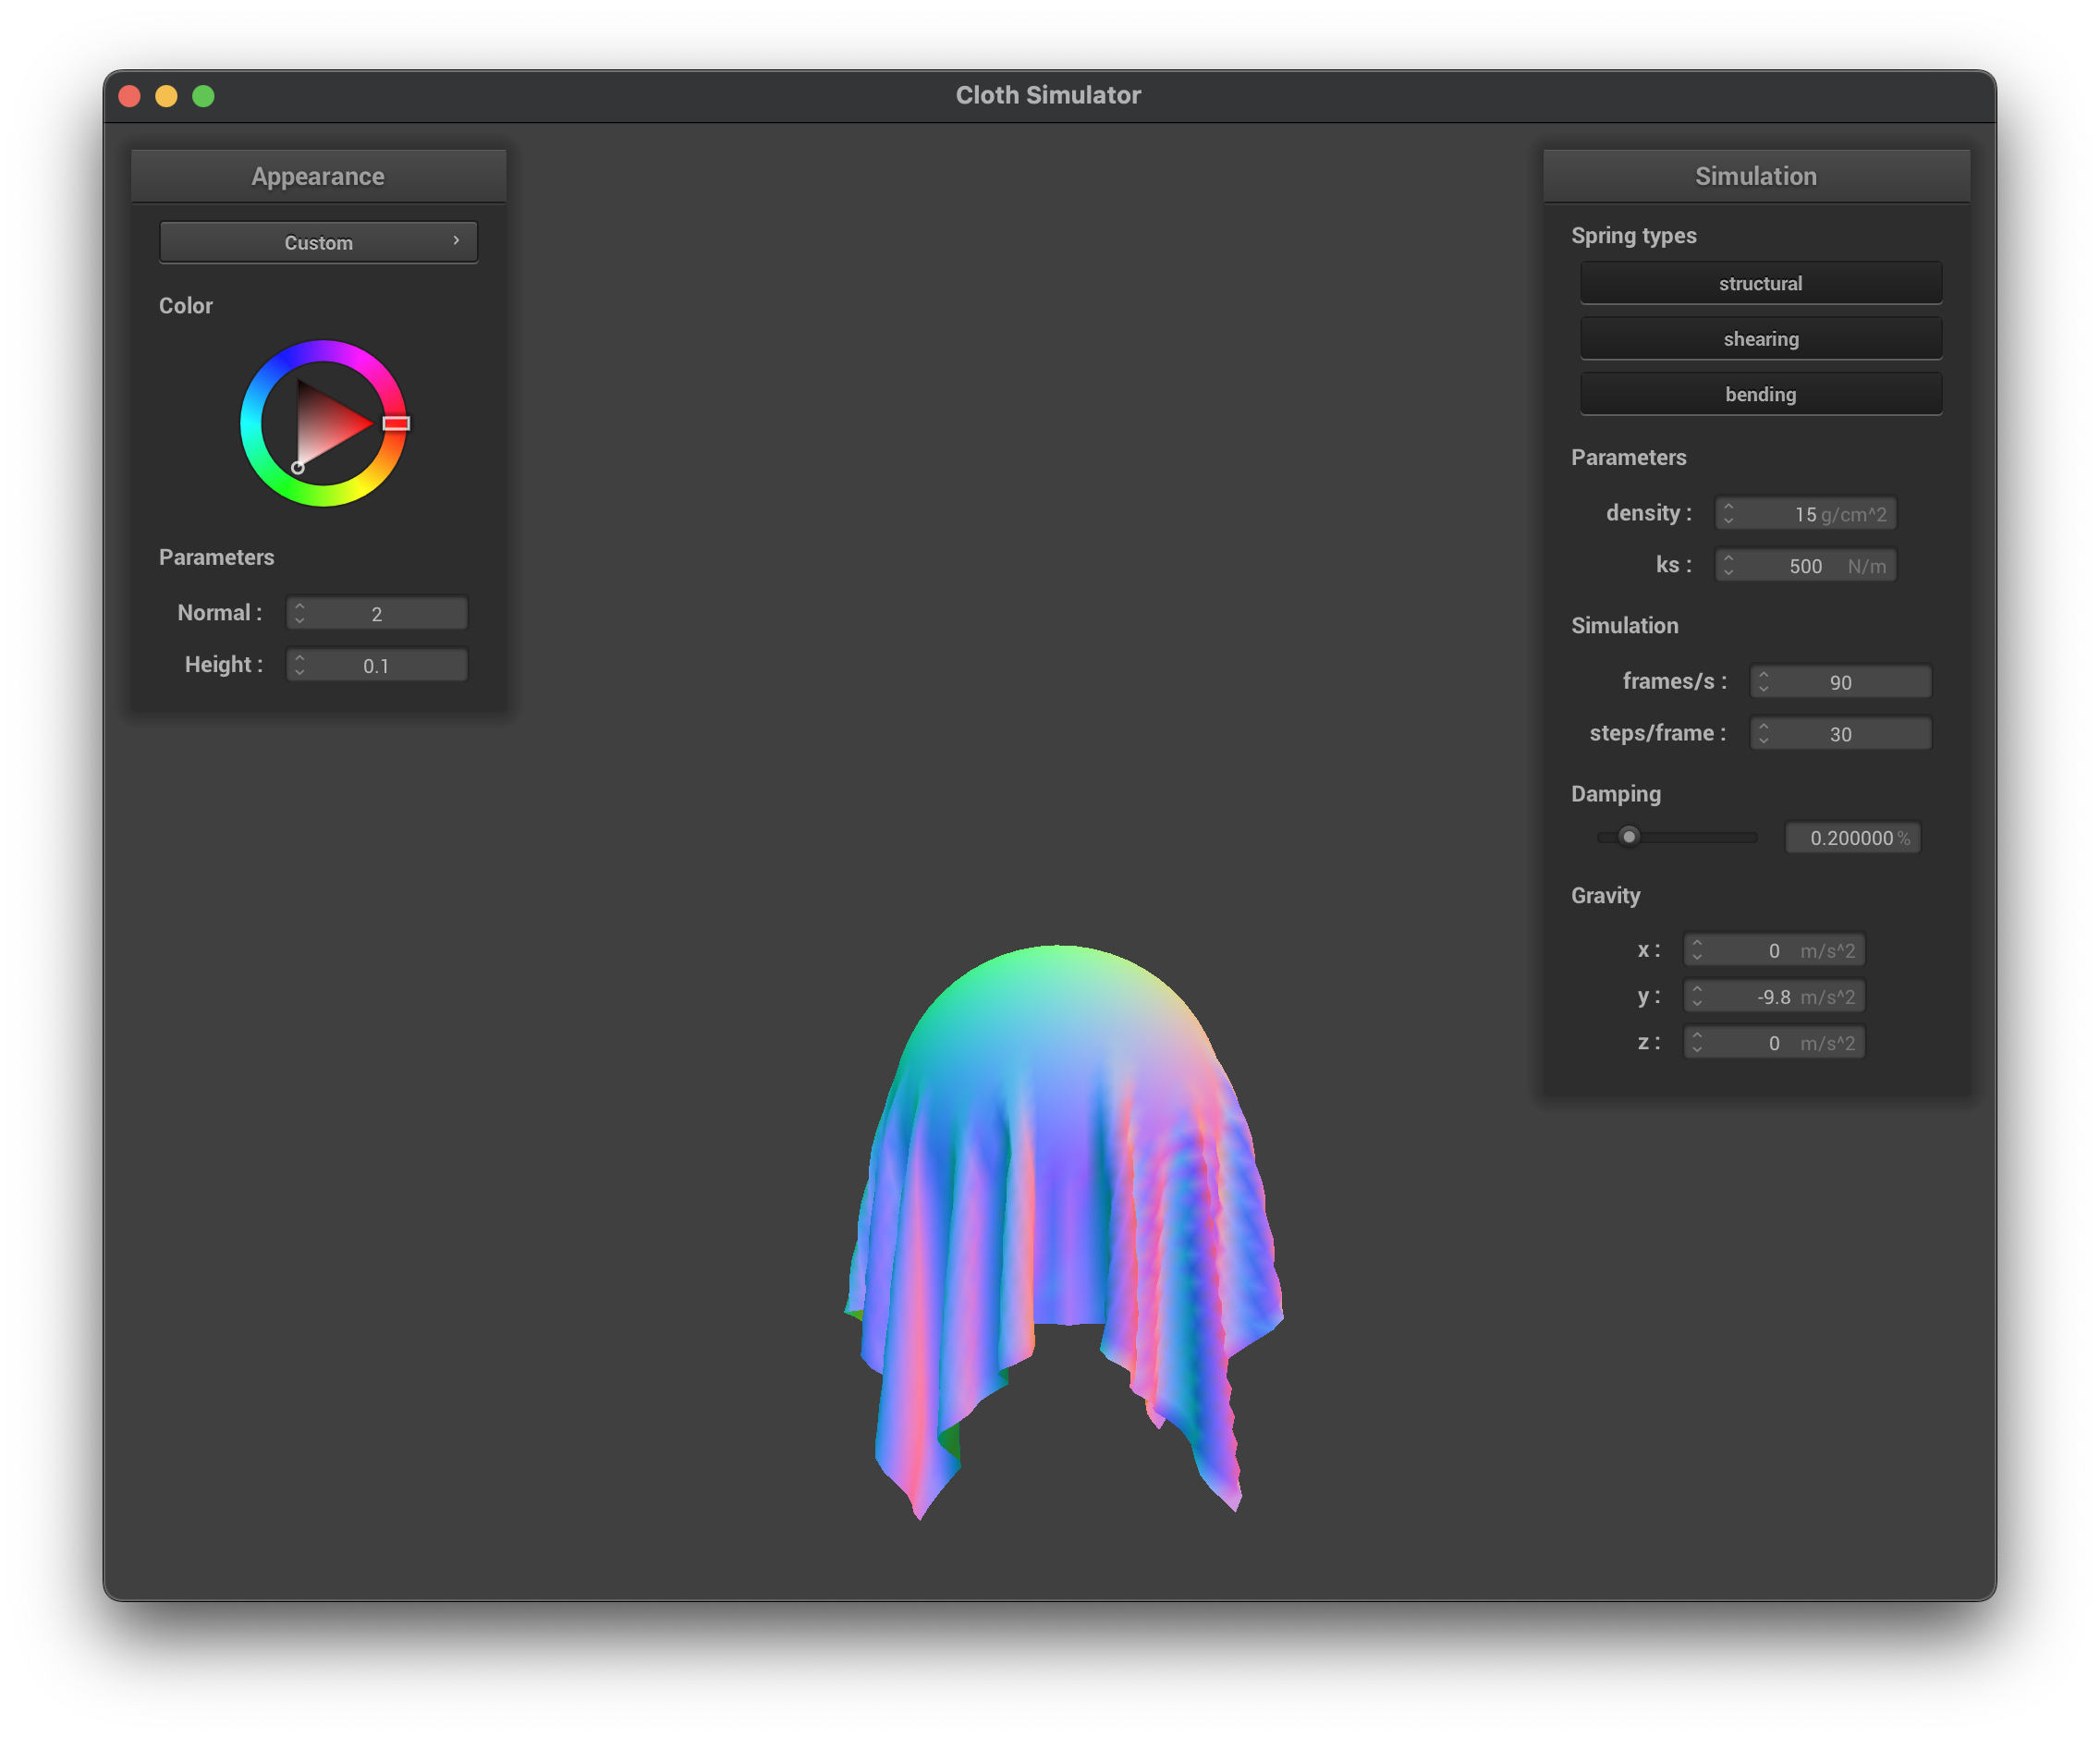 Cloth Simulator
Appearance
Custom
Color
Parameters
Normal : 2
Height : 0.1
Simulation
Spring types
structural
shearing
bending
Parameters
density : 15 g/cm^2
ks : 500 N/m
Simulation
frames/s : 90
steps/frame : 30
Damping
0.200000 %
Gravity
x : 0 m/s^2
y : -9.8 m/s^2
z : 0 m/s^2